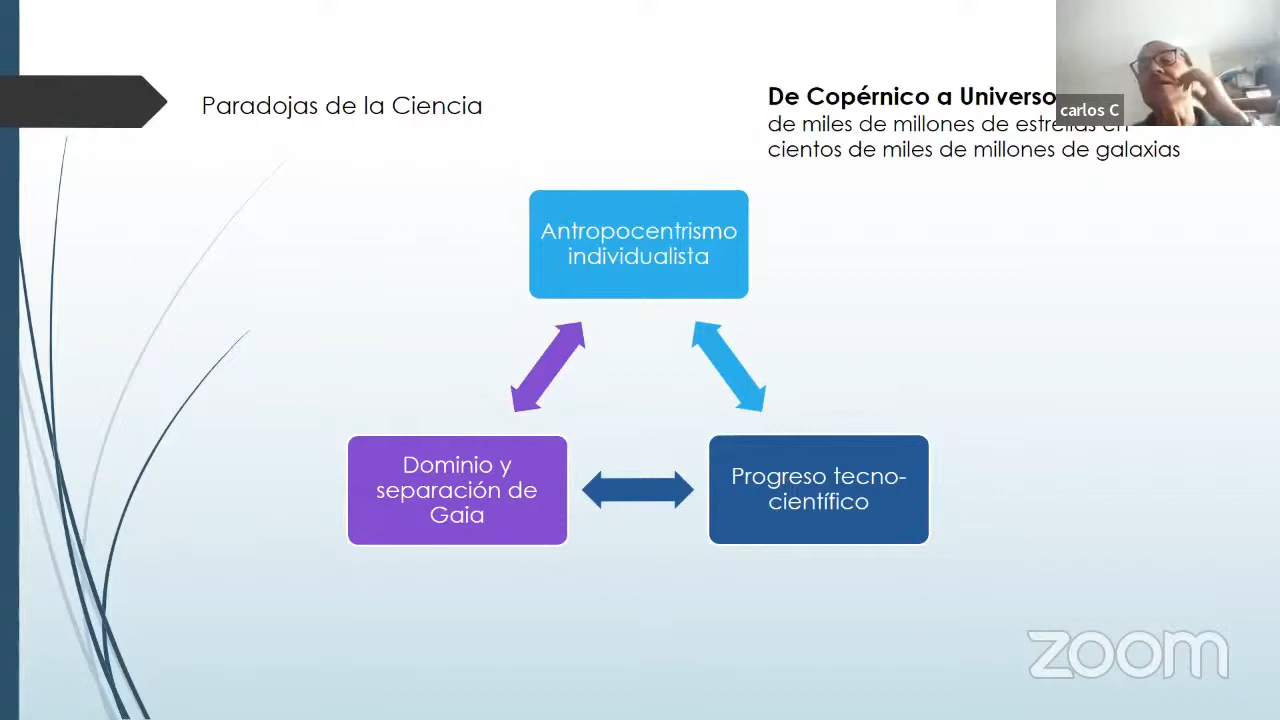 Paradojas de la Ciencia
De Copérnico a Universo
de miles de millones de estrellas en
cientos de miles de millones de galaxias
carlos C
Antropocentrismo
individualista
Dominio y
separación de
Gaia
Progreso tecno-
científico
zoom